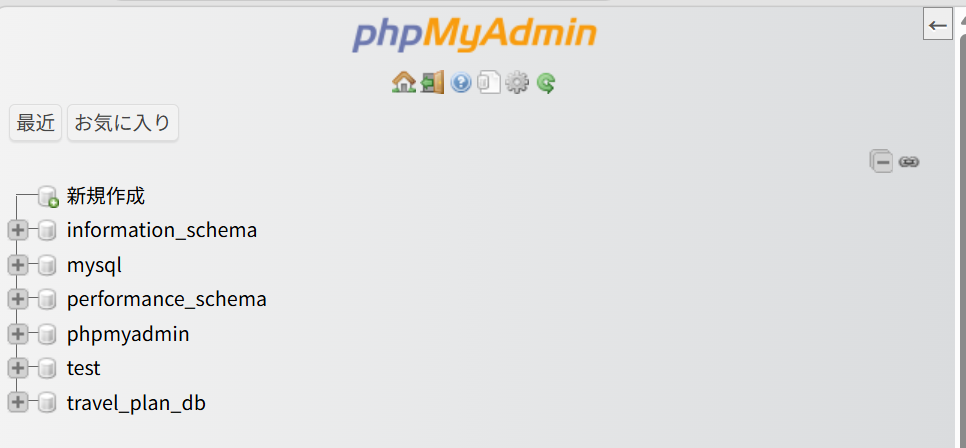 phpMyAdmin
最近 お気に入り
新規作成
information_schema
mysql
performance_schema
phpmyadmin
test
travel_plan_db